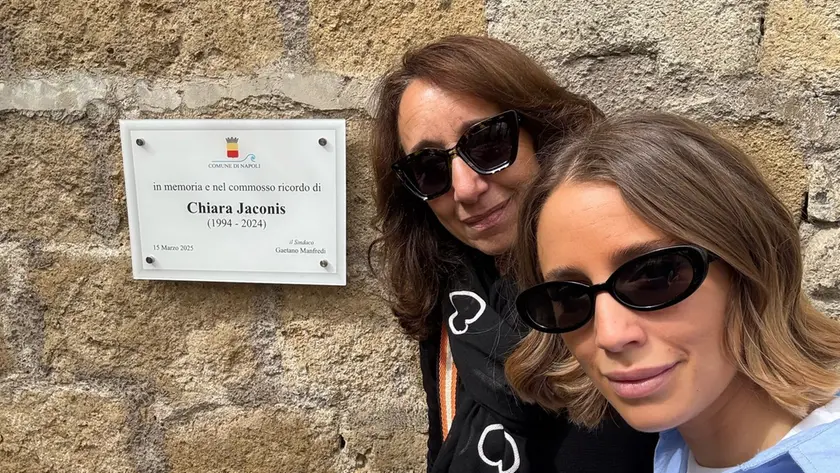 COMUNE DI NAPOLI
in memoria e nel commosso ricordo di
Chiara Jaconis
(1994 - 2024)
il Sindaco
15 Marzo 2025 Gaetano Manfredi